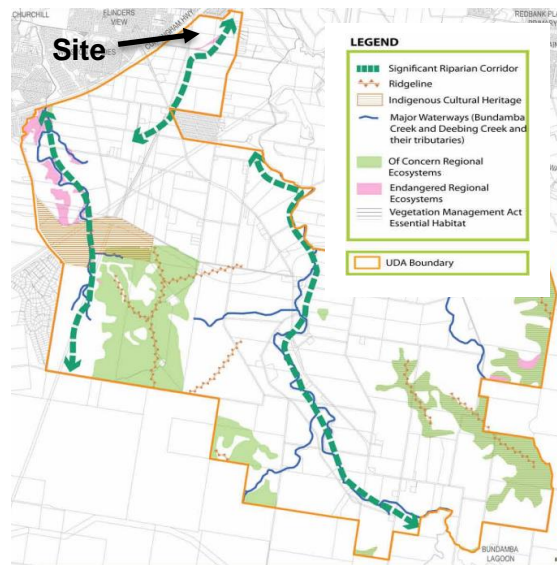 CHURCHILL
FLINDERS
VIEW
Site
REDBANK PL
LEGEND
Significant Riparian Corridor
Ridgeline
Indigenous Cultural Heritage
Major Waterways (Bundamba
Creek and Deebing Creek and
their tributaries)
Of Concern Regional
Ecosystems
Endangered Regional
Ecosystems
Vegetation Management Act
Essential Habitat
UDA Boundary
BUNDAMBA
LAGOON